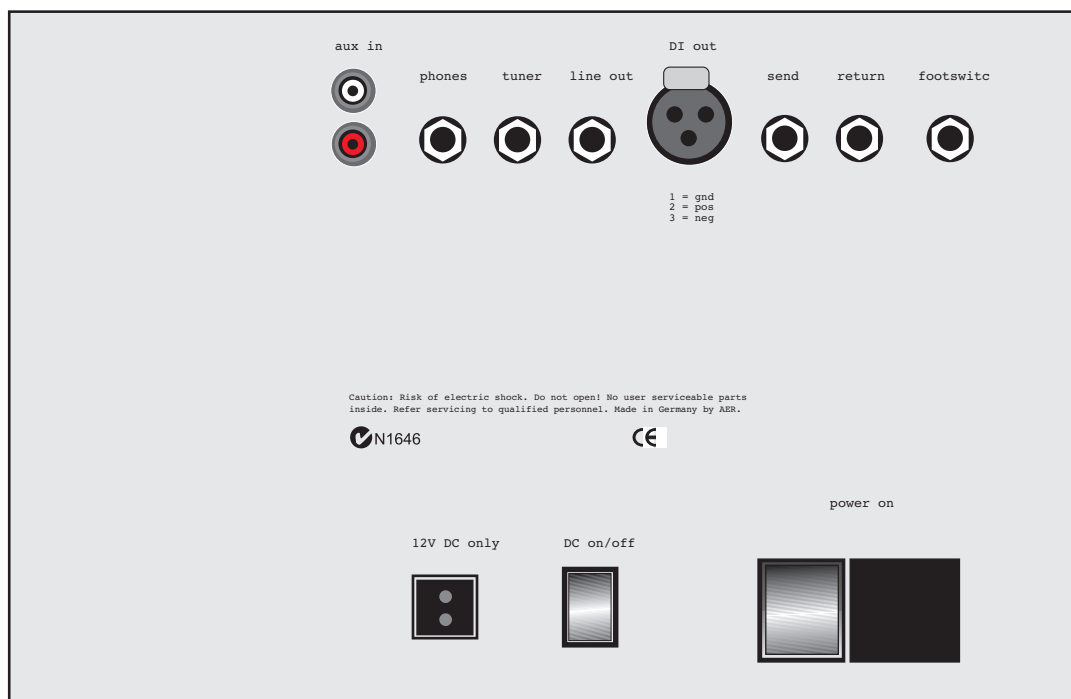 aux in
DI out
phones
tuner
line out
send
return
footswitc
1 = gnd
2 = pos
3 = neg
Caution: Risk of electric shock. Do not open! No user serviceable parts
inside. Refer servicing to qualified personnel. Made in Germany by AER.
N1646
CE
power on
12V DC only
DC on/off